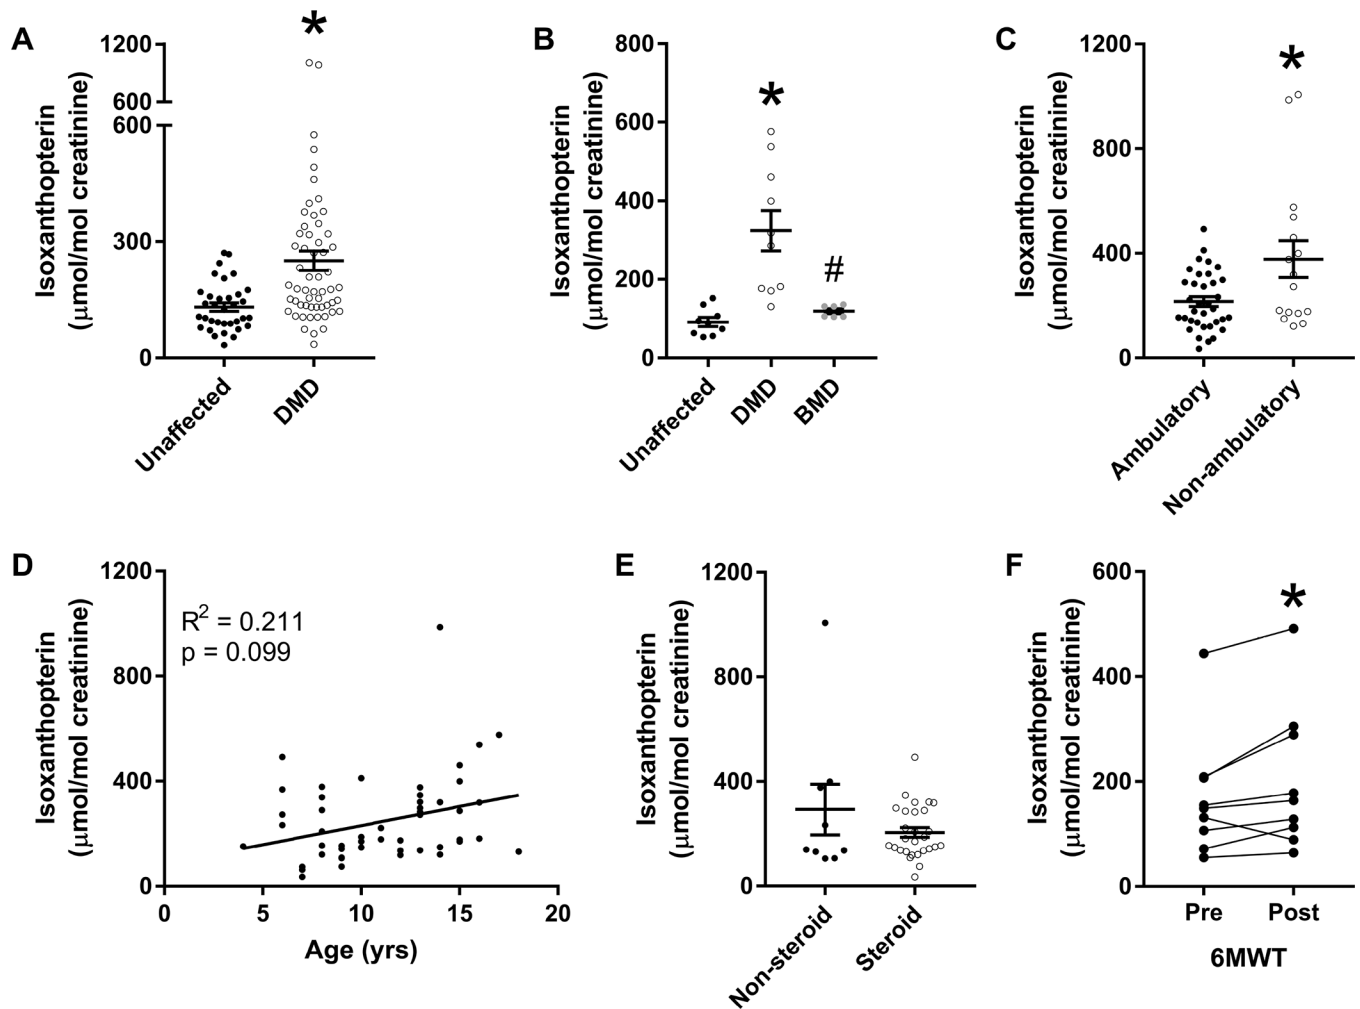 A
Isoxanthopterin
(μmol/mol creatinine)
1200
600
600
300
0
*
Unaffected
DMD
B
Isoxanthopterin
(μmol/mol creatinine)
800
600
400
200
0
*
#
Unaffected
DMD
BMD
C
Isoxanthopterin
(μmol/mol creatinine)
1200
800
400
0
*
Ambulatory
Non-ambulatory
D
Isoxanthopterin
(μmol/mol creatinine)
1200
800
400
0
R² = 0.211
p = 0.099
0 5 10 15 20
Age (yrs)
E
Isoxanthopterin
(μmol/mol creatinine)
1200
800
400
0
Non-steroid
Steroid
F
Isoxanthopterin
(μmol/mol creatinine)
600
400
200
0
*
Pre Post
6MWT